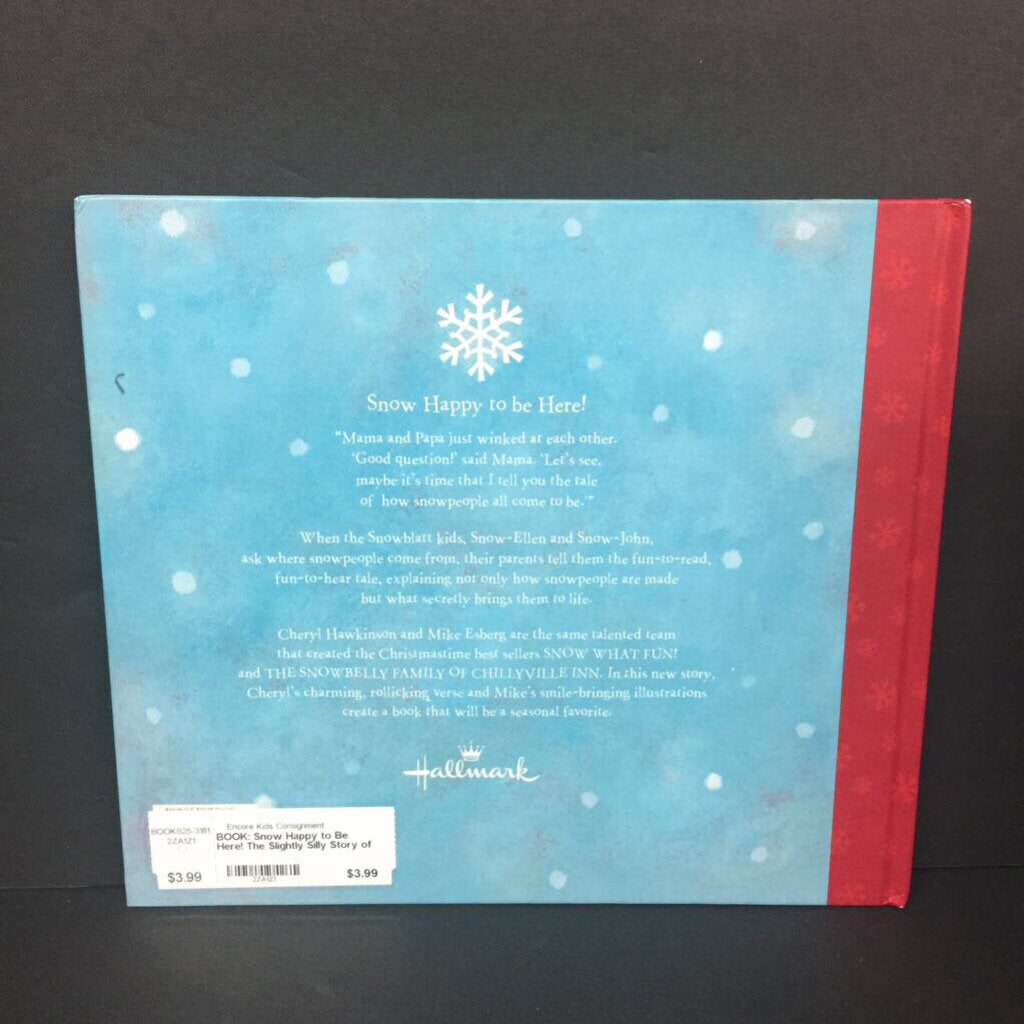 Snow Happy to be Here!
"Mama and Papa just winked at each other.
'Good question!' said Mama. 'Let's see,
maybe it's time that I tell you the tale
of how snowpeople all come to be.'"
When the Snowblatt kids, Snow-Ellen and Snow-John,
ask where snowpeople come from, their parents tell them the fun-to-read,
fun-to-hear tale, explaining not only how snowpeople are made
but what secretly brings them to life.
Cheryl Hawkinson and Mike Esberg are the same talented team
that created the Christmastime best sellers SNOW WHAT FUN!
and THE SNOWBELLY FAMILY OF CHILLYVILLE INN. In this new story,
Cheryl's charming, rollicking verse and Mike's smile-bringing illustrations
create a book that will be a seasonal favorite.
Hallmark
BOOKS25-31B1
2ZA1Z1
$3.99
Encore Kids Consignment
BOOK: Snow Happy to Be
Here! The Slightly Silly Story of
2ZA1Z1
$3.99